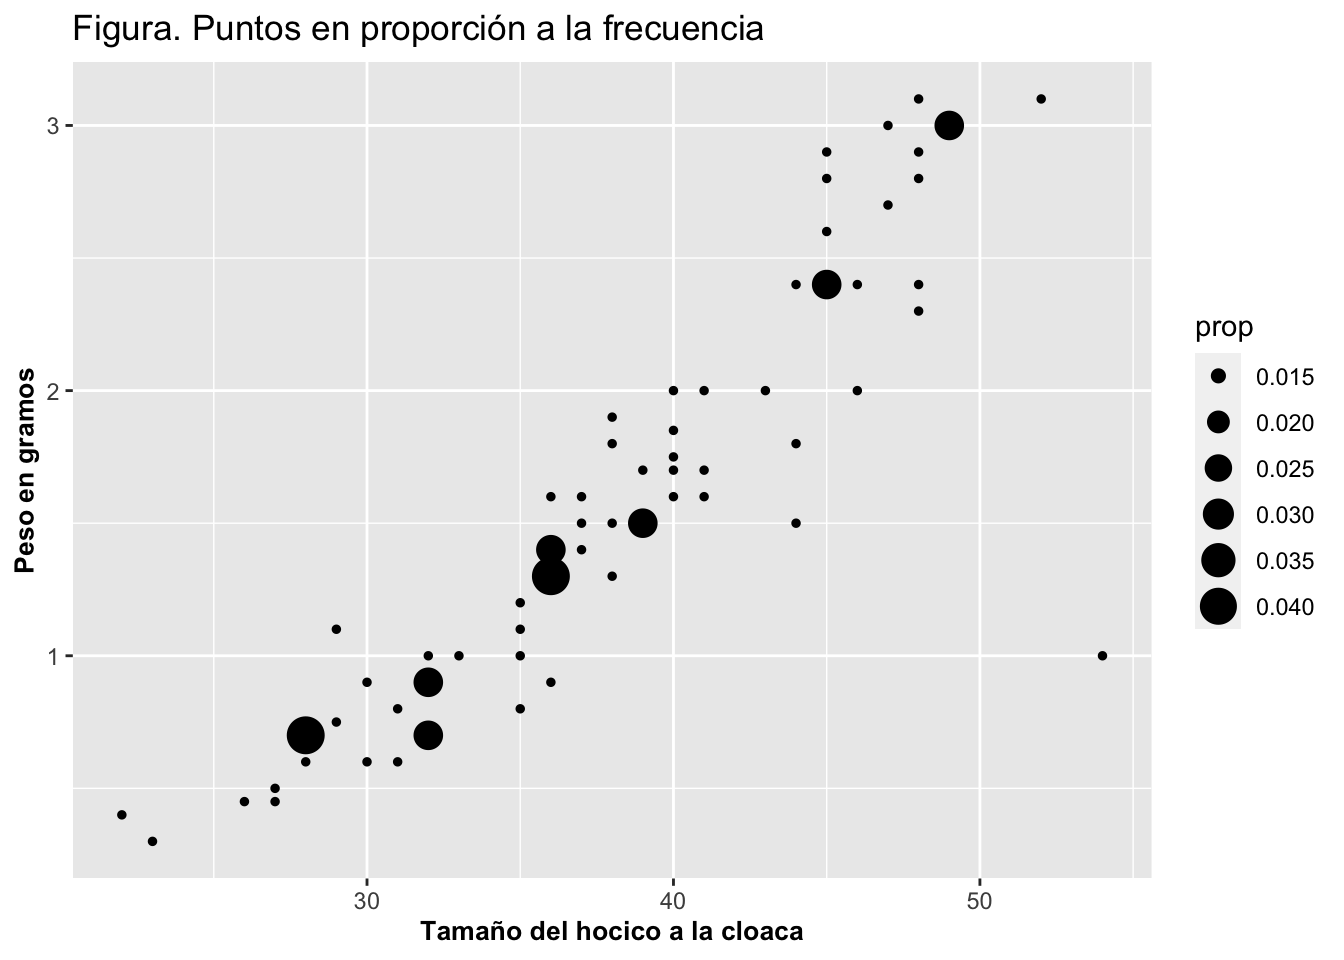 Figura. Puntos en proporción a la frecuencia
3
2
1
Peso en gramos
30 40 50
Tamaño del hocico a la cloaca
prop
0.015
0.020
0.025
0.030
0.035
0.040